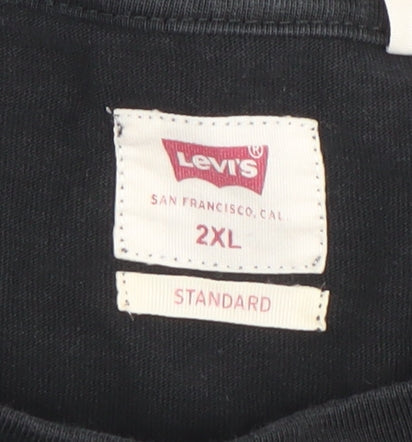 LEVI'S®
SAN FRANCISCO, CAL.
2XL
STANDARD